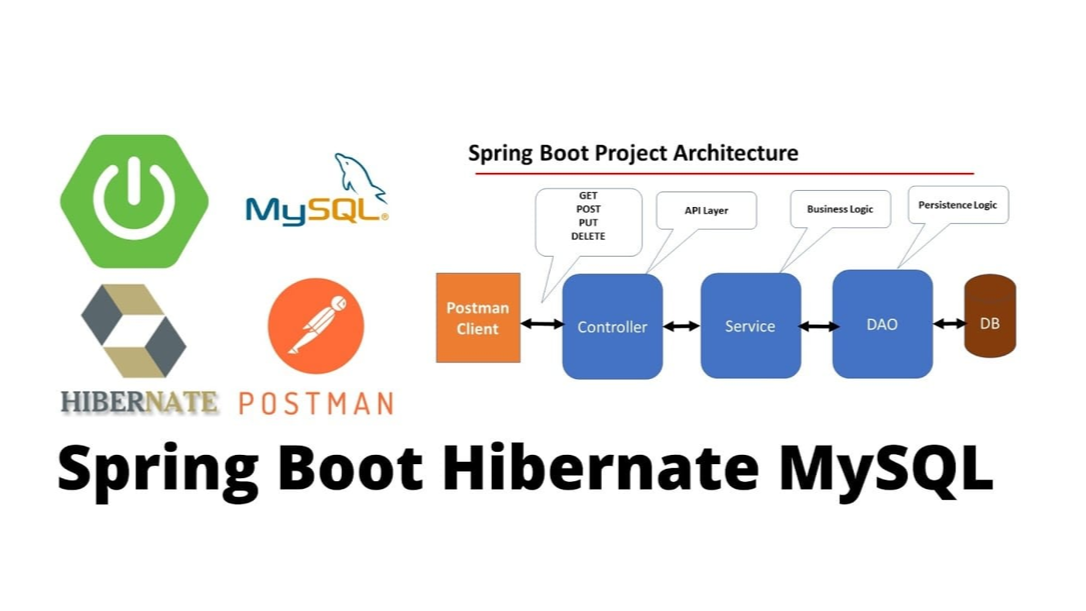 MySQL®
HIBERNATE
POSTMAN
Spring Boot Project Architecture
GET
POST
PUT
DELETE
API Layer
Business Logic
Persistence Logic
Postman
Client
Controller
Service
DAO
DB
Spring Boot Hibernate MySQL